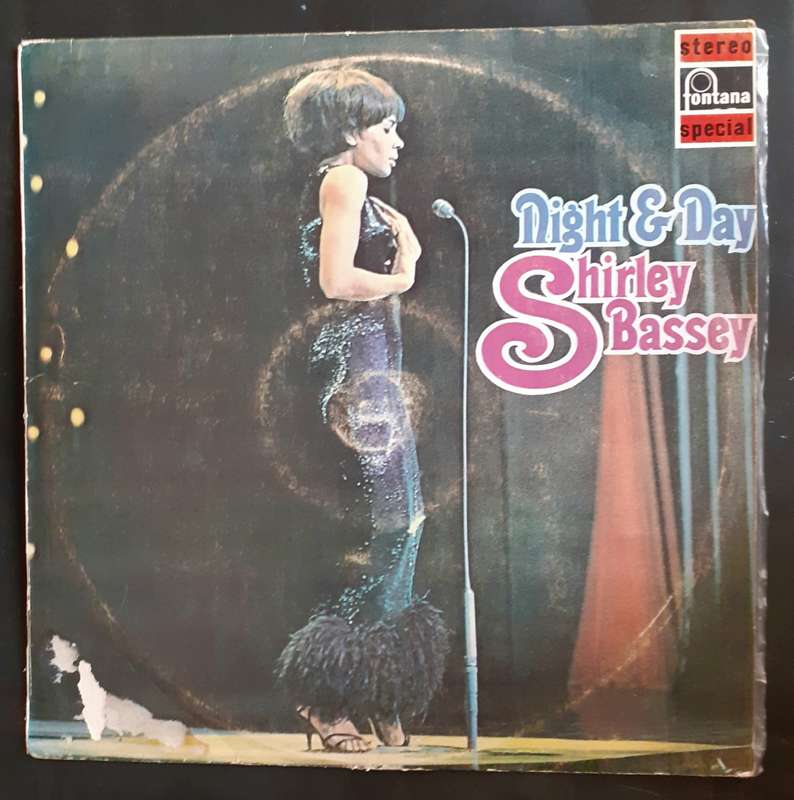 stereo
fontana
special
Night & Day
Shirley
Bassey